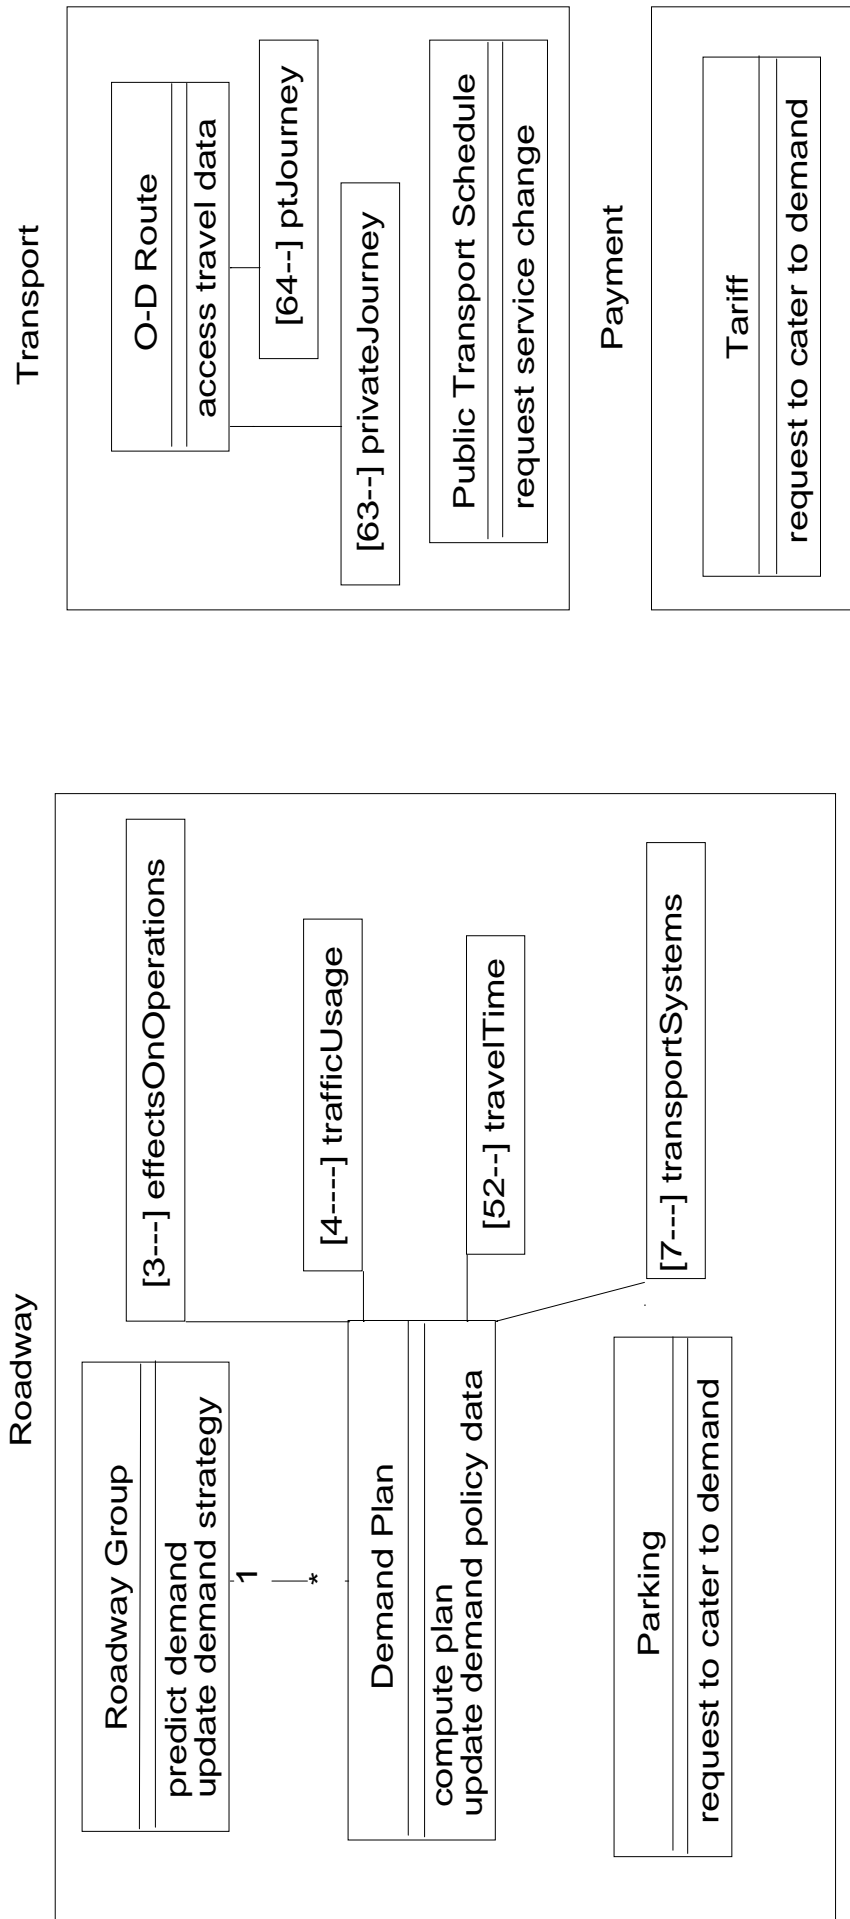 Roadway
Roadway Group
predict demand
update demand strategy
1
*
Demand Plan
compute plan
update demand policy data
Parking
request to cater to demand
[3---] effectsOnOperations
[4----] trafficUsage
[52--] travelTime
[7---] transportSystems
Transport
O-D Route
access travel data
[64--] ptJourney
[63--] privateJourney
Public Transport Schedule
request service change
Payment
Tariff
request to cater to demand